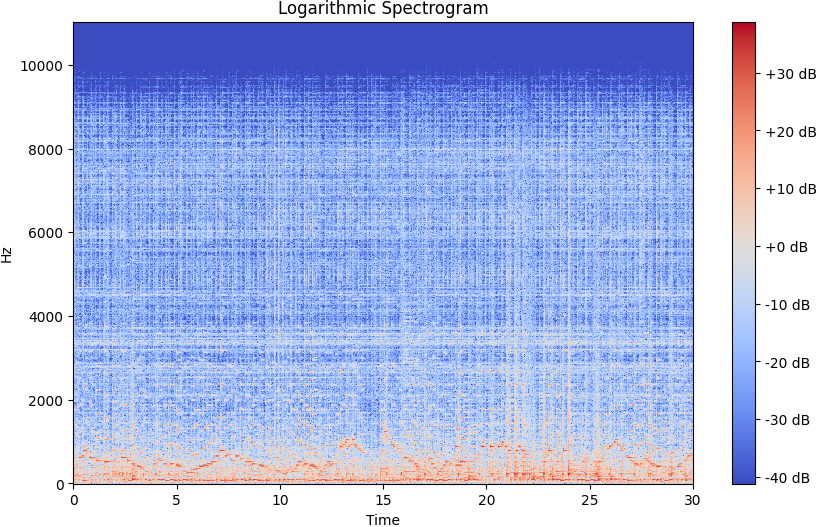 Logarithmic Spectrogram
Hz
10000
8000
6000
4000
2000
0
0 5 10 15 20 25 30
Time
+30 dB
+20 dB
+10 dB
+0 dB
-10 dB
-20 dB
-30 dB
-40 dB